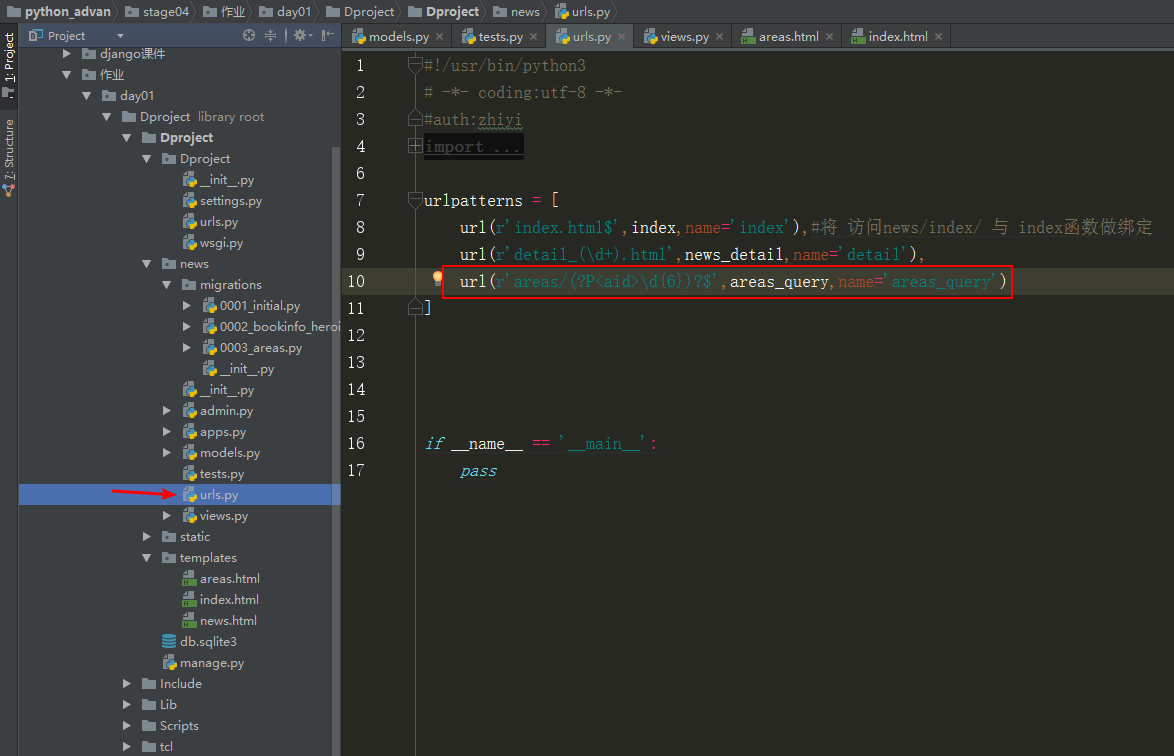 python_advan stage04 作业 day01 Dproject Dproject news urls.py
Project
models.py tests.py urls.py views.py areas.html index.html
1: Project
7: Structure
django课件
作业
day01
Dproject library root
Dproject
Dproject
__init__.py
settings.py
urls.py
wsgi.py
news
migrations
0001_initial.py
0002_bookinfo_heroi
0003_areas.py
__init__.py
__init__.py
admin.py
apps.py
models.py
tests.py
urls.py
views.py
static
templates
areas.html
index.html
news.html
db.sqlite3
manage.py
Include
Lib
Scripts
tcl
1 #!/usr/bin/python3
2 # -*- coding:utf-8 -*-
3 #auth:zhiyi
4 import ...
6
7 urlpatterns = [
8 url(r'index.html$',index,name='index'),#将 访问news/index/ 与 index函数做绑定
9 url(r'detail_(\d+).html',news_detail,name='detail'),
10 url(r'areas/(?P<aid>\d{6})?$',areas_query,name='areas_query')
11 ]
12
13
14
15
16 if __name__ == '__main__':
17 pass